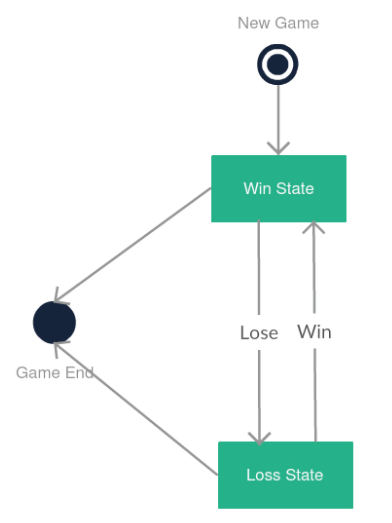 New Game
Win State
Lose
Win
Game End
Loss State